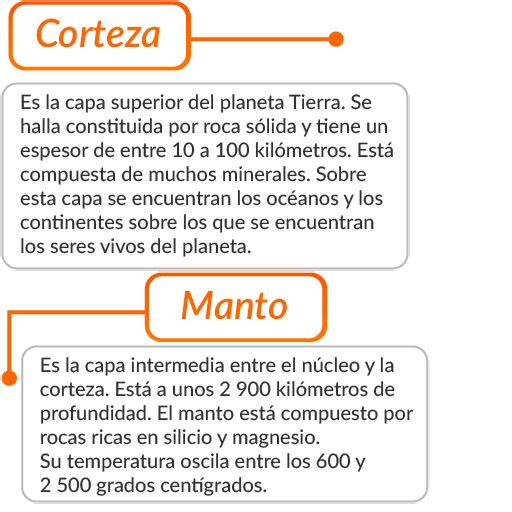 Corteza
Es la capa superior del planeta Tierra. Se
halla constituida por roca sólida y tiene un
espesor de entre 10 a 100 kilómetros. Está
compuesta de muchos minerales. Sobre
esta capa se encuentran los océanos y los
continentes sobre los que se encuentran
los seres vivos del planeta.
Manto
Es la capa intermedia entre el núcleo y la
corteza. Está a unos 2 900 kilómetros de
profundidad. El manto está compuesto por
rocas ricas en silicio y magnesio.
Su temperatura oscila entre los 600 y
2 500 grados centígrados.